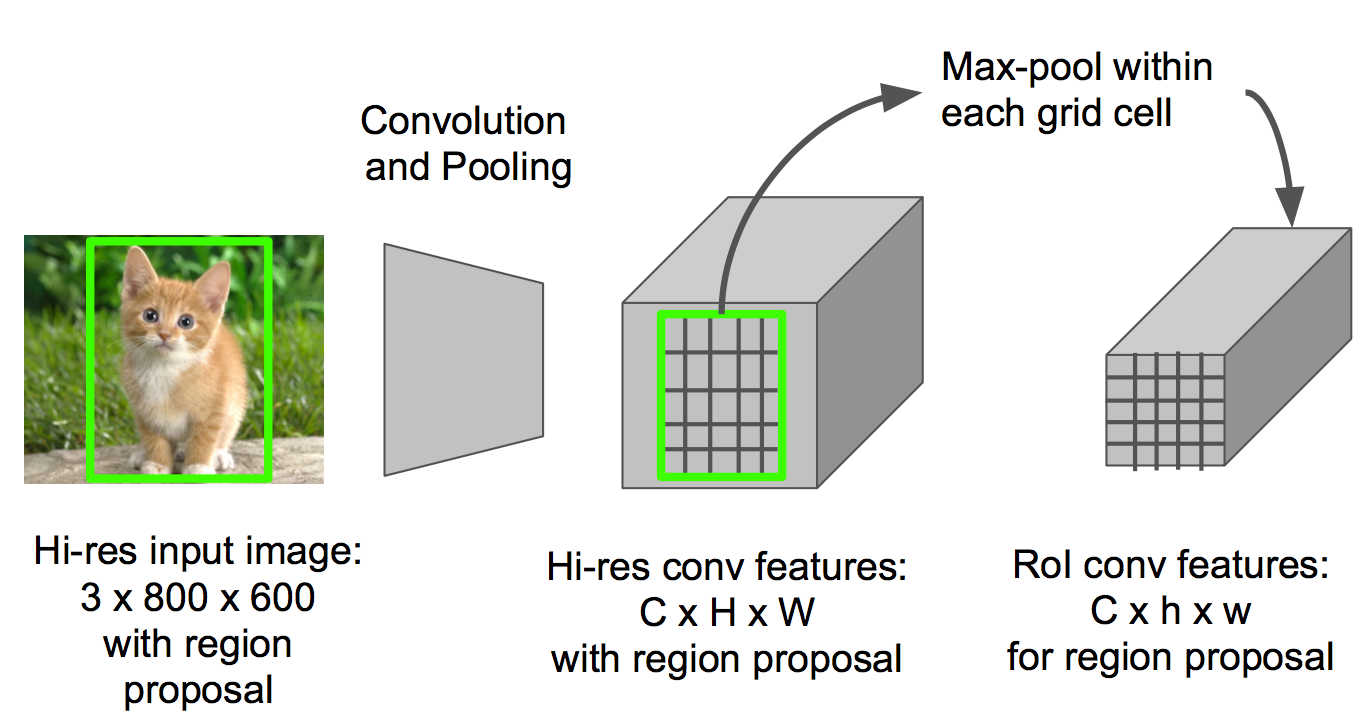 Convolution
and Pooling
Max-pool within
each grid cell
Hi-res input image:
3 x 800 x 600
with region
proposal
Hi-res conv features:
C x H x W
with region proposal
RoI conv features:
C x h x w
for region proposal